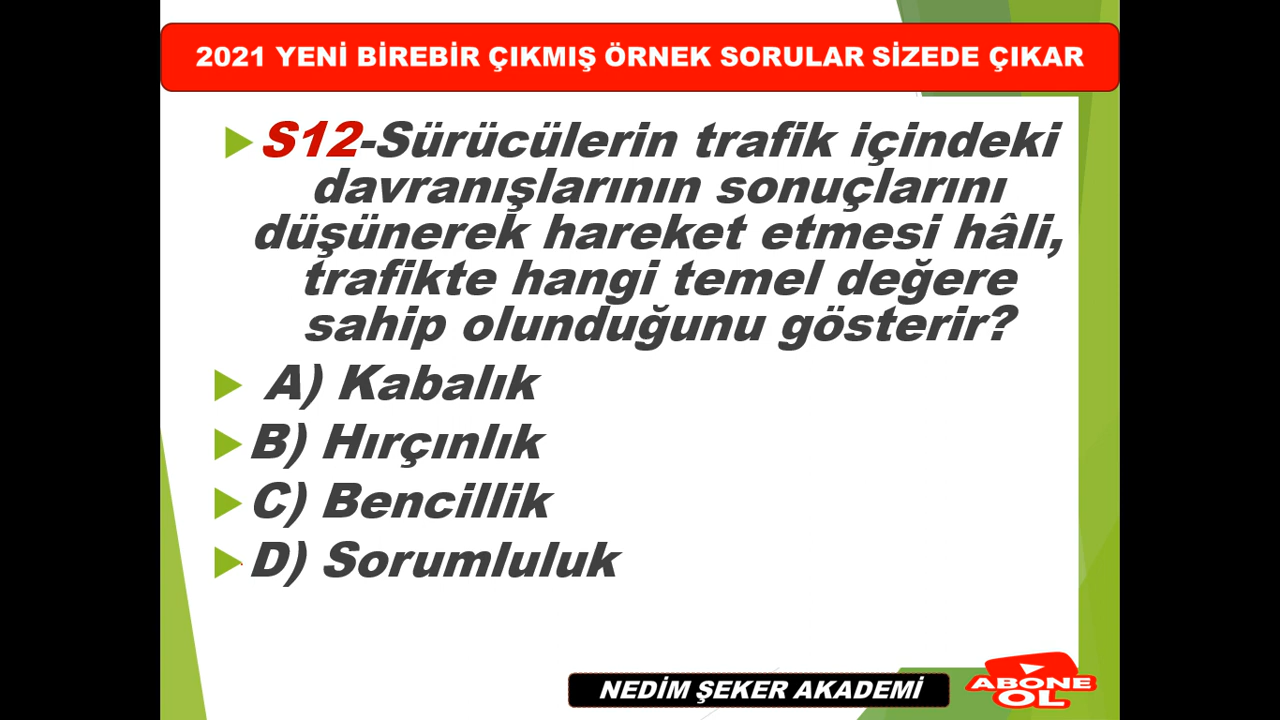 2021 YENİ BİREBİR ÇIKMIŞ ÖRNEK SORULAR SİZEDE ÇIKAR
S12-Sürücülerin trafik içindeki
davranışlarının sonuçlarını
düşünerek hareket etmesi hâli,
trafikte hangi temel değere
sahip olunduğunu gösterir?
A) Kabalık
B) Hırçınlık
C) Bencillik
D) Sorumluluk
NEDİM ŞEKER AKADEMİ
ABONE
OL